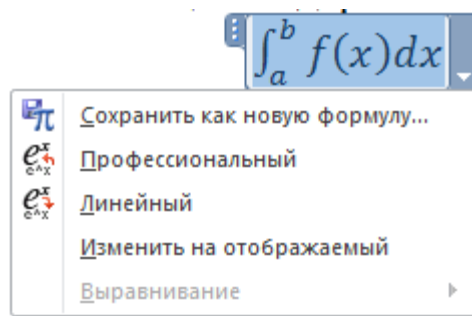 ∫ₐᵇ f(x)dx
Сохранить как новую формулу...
Профессиональный
Линейный
Изменить на отображаемый
Выравнивание